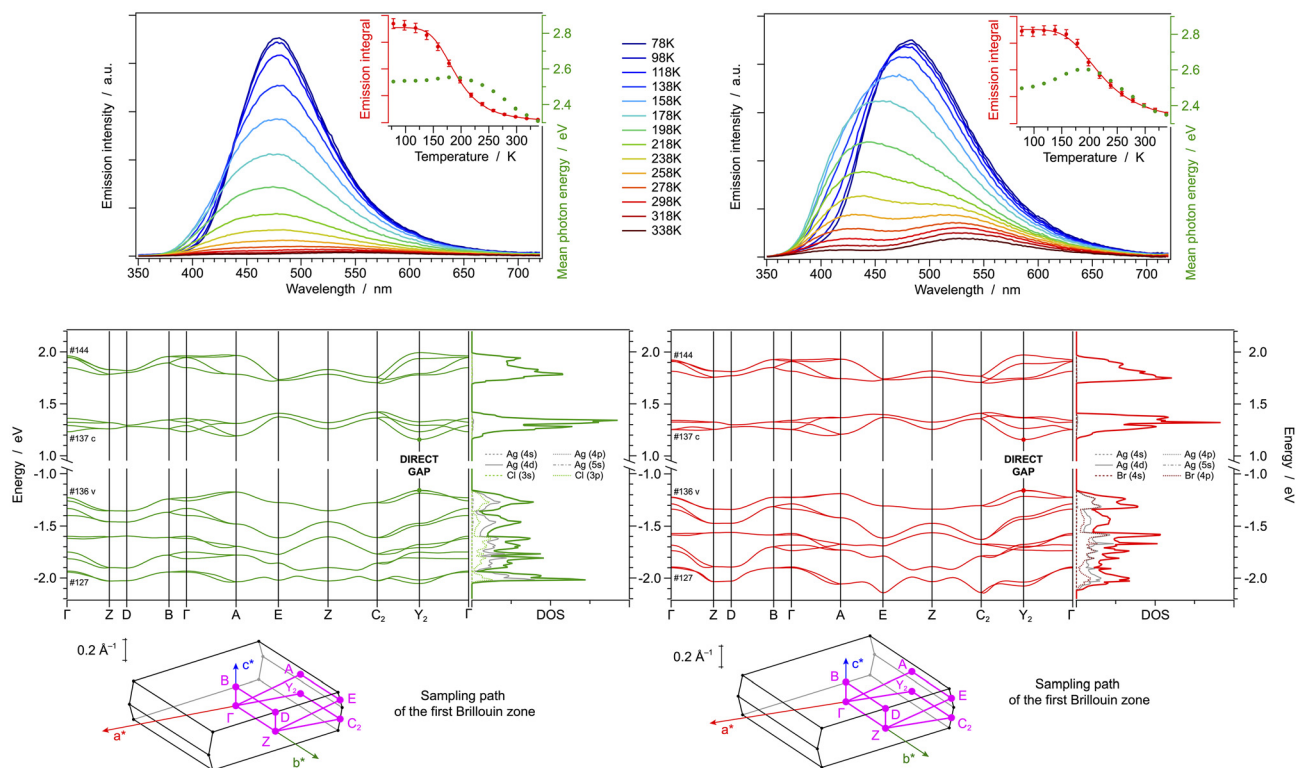 Emission intensity / a.u.
Emission integral
2.8
2.7
2.6
2.5
2.4
2.3
Mean photon energy / eV
100 150 200 250 300
Temperature / K
350 400 450 500 550 600 650 700
Wavelength / nm
78K
98K
118K
138K
158K
178K
198K
218K
238K
258K
278K
298K
318K
338K
Emission intensity / a.u.
Emission integral
2.8
2.6
2.4
2.2
Mean photon energy / eV
100 150 200 250 300
Temperature / K
350 400 450 500 550 600 650 700
Wavelength / nm
Energy / eV
2.0
1.5
1.0
-1.0
-1.5
-2.0
#144
#137 c
#136 v
#127
DIRECT
GAP
Ag (4s) Ag (4p)
Ag (4d) Ag (5s)
Cl (3s) Cl (3p)
Γ Z D B Γ A E Z C₂ Y₂ Γ DOS
#144
#137 c
#136 v
#127
DIRECT
GAP
Ag (4s) Ag (4p)
Ag (4d) Ag (5s)
Br (4s) Br (4p)
Γ Z D B Γ A E Z C₂ Y₂ Γ DOS
2.0
1.5
1.0
-1.0
-1.5
-2.0
Energy / eV
0.2 Å⁻¹
c*
A
B
Y₂
E
Γ
D
C₂
Z
a*
b*
Sampling path
of the first Brillouin zone
0.2 Å⁻¹
c*
A
B
Y₂
E
Γ
D
C₂
Z
a*
b*
Sampling path
of the first Brillouin zone